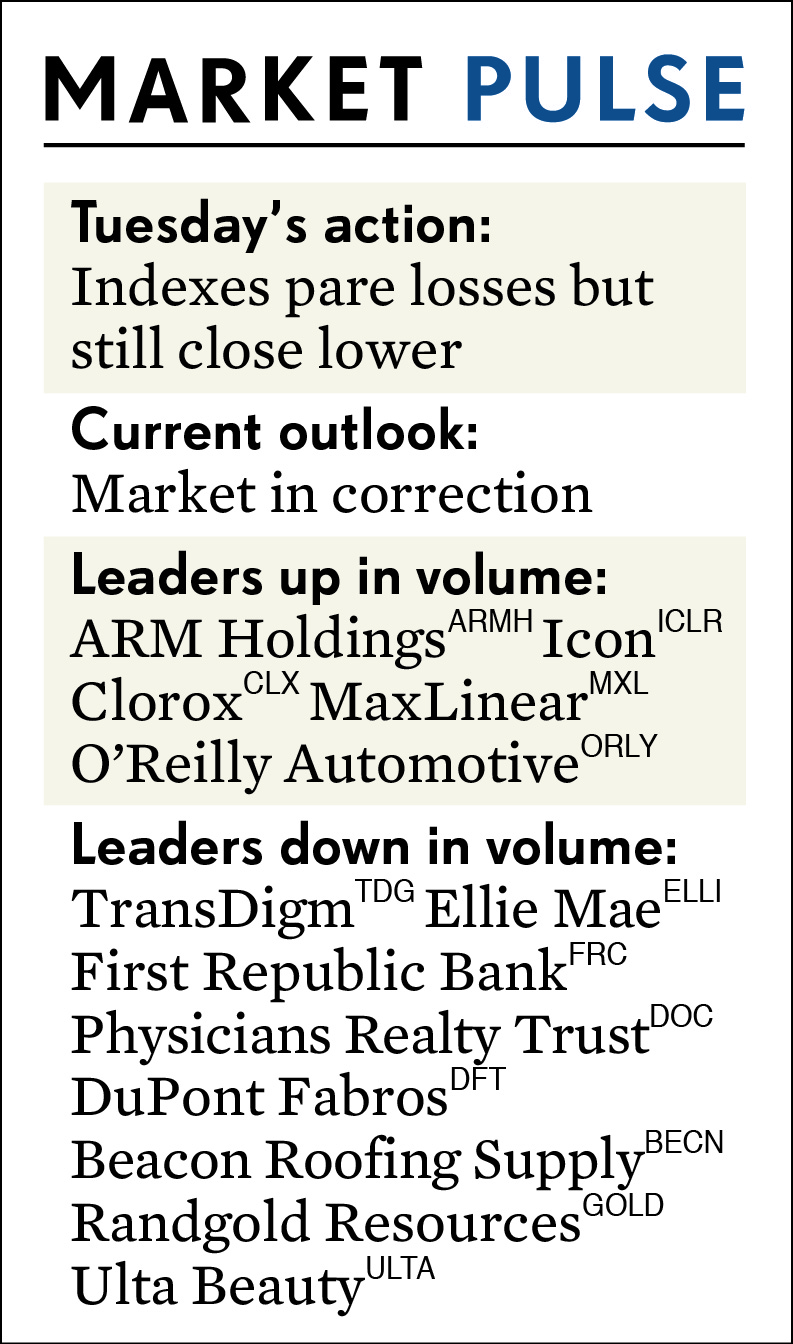 MARKET PULSE
Tuesday’s action:
Indexes pare losses but
still close lower
Current outlook:
Market in correction
Leaders up in volume:
ARM Holdings ARMH Icon ICLR
Clorox CLX MaxLinear MXL
O’Reilly Automotive ORLY
Leaders down in volume:
TransDigm TDG Ellie Mae ELLI
First Republic Bank FRC
Physicians Realty Trust DOC
DuPont Fabros DFT
Beacon Roofing Supply BECN
Randgold Resources GOLD
Ulta Beauty ULTA